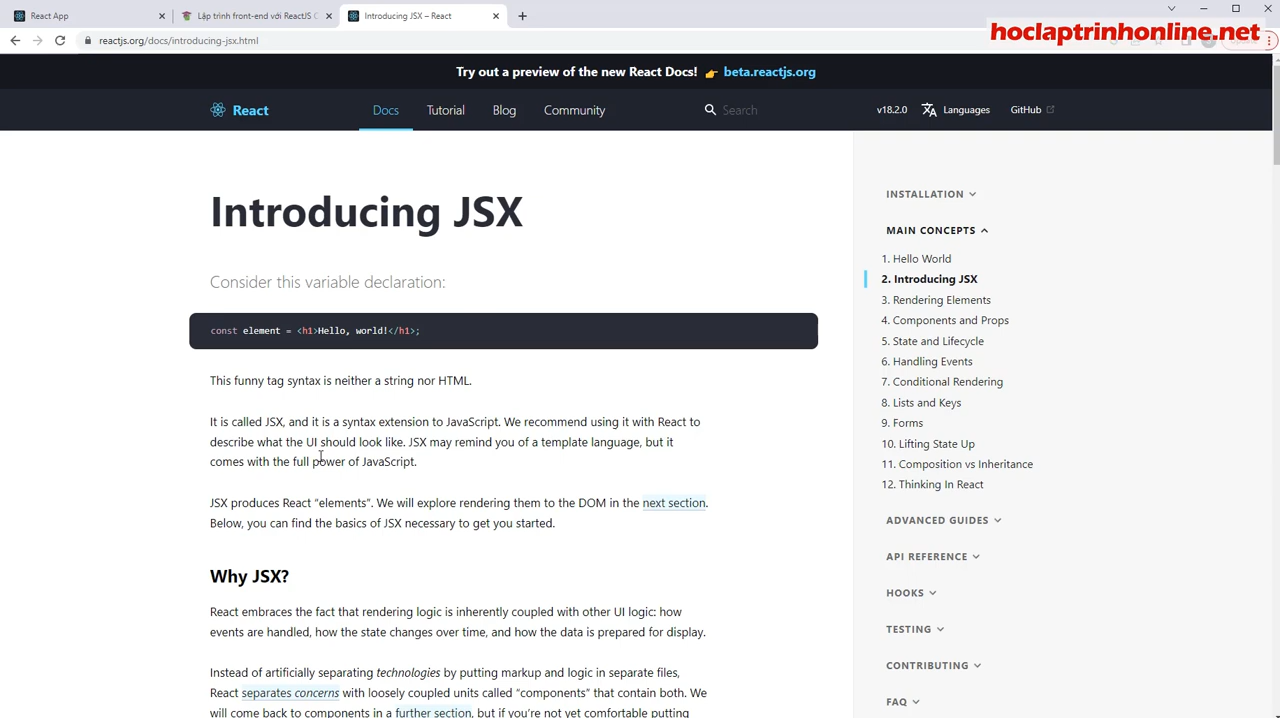 React App
Lập trình front-end với ReactJS
Introducing JSX – React
hoclaptrinhonline.net
reactjs.org/docs/introducing-jsx.html
Try out a preview of the new React Docs! 👉 beta.reactjs.org
React
Docs
Tutorial
Blog
Community
Search
v18.2.0
Languages
GitHub
Introducing JSX
Consider this variable declaration:
const element = <h1>Hello, world!</h1>;
This funny tag syntax is neither a string nor HTML.
It is called JSX, and it is a syntax extension to JavaScript. We recommend using it with React to
describe what the UI should look like. JSX may remind you of a template language, but it
comes with the full power of JavaScript.
JSX produces React “elements”. We will explore rendering them to the DOM in the next section.
Below, you can find the basics of JSX necessary to get you started.
Why JSX?
React embraces the fact that rendering logic is inherently coupled with other UI logic: how
events are handled, how the state changes over time, and how the data is prepared for display.
Instead of artificially separating technologies by putting markup and logic in separate files,
React separates concerns with loosely coupled units called “components” that contain both. We
will come back to components in a further section, but if you’re not yet comfortable putting
INSTALLATION
MAIN CONCEPTS
1. Hello World
2. Introducing JSX
3. Rendering Elements
4. Components and Props
5. State and Lifecycle
6. Handling Events
7. Conditional Rendering
8. Lists and Keys
9. Forms
10. Lifting State Up
11. Composition vs Inheritance
12. Thinking In React
ADVANCED GUIDES
API REFERENCE
HOOKS
TESTING
CONTRIBUTING
FAQ